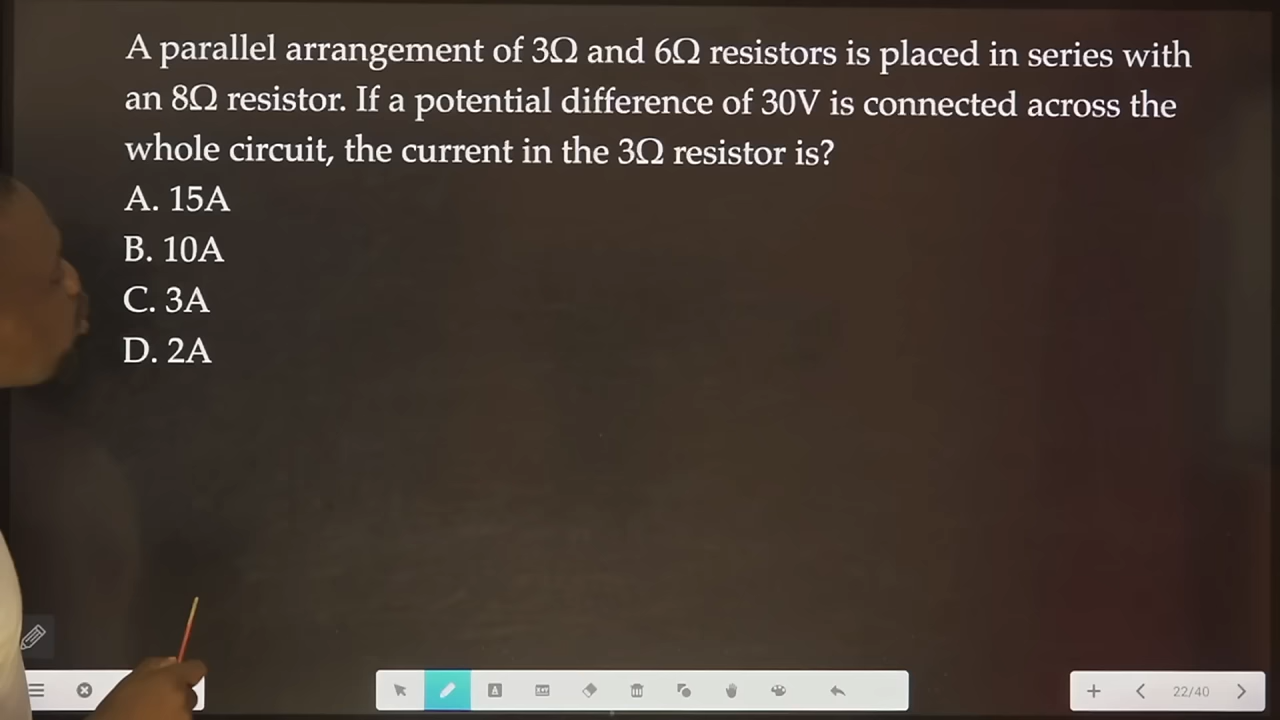 A parallel arrangement of 3Ω and 6Ω resistors is placed in series with
an 8Ω resistor. If a potential difference of 30V is connected across the
whole circuit, the current in the 3Ω resistor is?
A. 15A
B. 10A
C. 3A
D. 2A
22/40